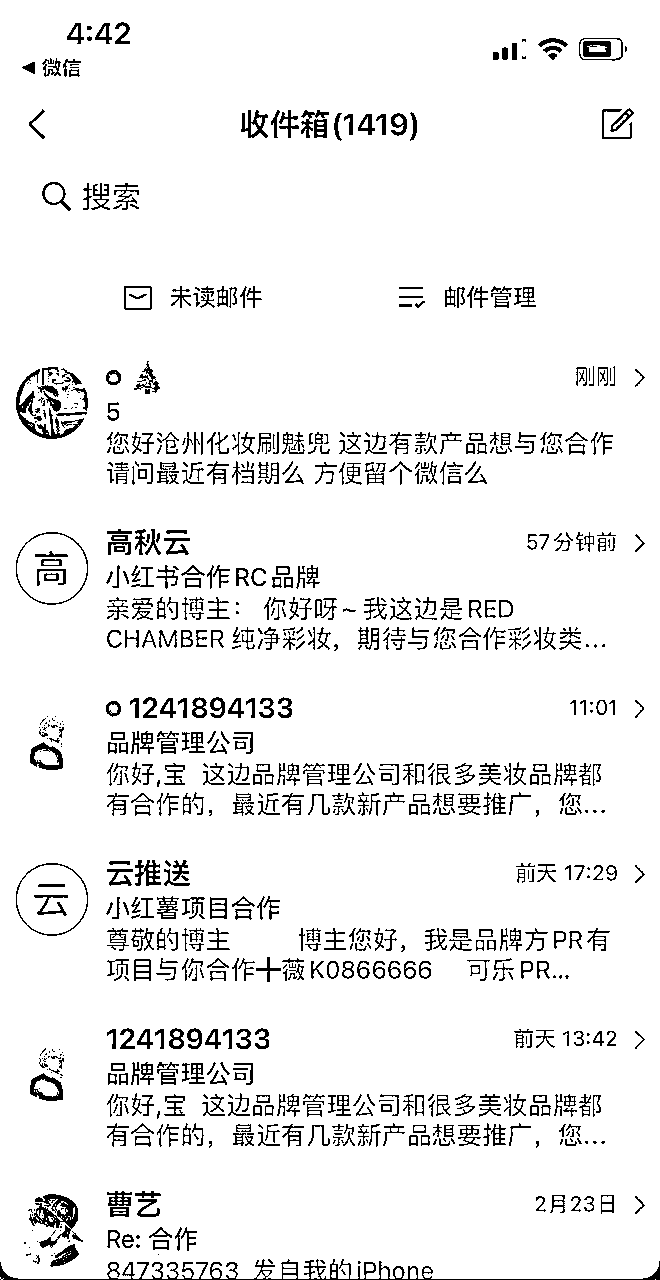 4:42
◀ 微信
收件箱(1419)
搜索
未读邮件
邮件管理
刚刚
5
您好沧州化妆刷魅兜 这边有款产品想与您合作
请问最近有档期么 方便留个微信么
高
高秋云
57分钟前
小红书合作RC品牌
亲爱的博主： 你好呀~我这边是RED
CHAMBER 纯净彩妆，期待与您合作彩妆类...
1241894133
11:01
品牌管理公司
你好,宝 这边品牌管理公司和很多美妆品牌都
有合作的，最近有几款新产品想要推广，您...
云
云推送
前天 17:29
小红薯项目合作
尊敬的博主 博主您好，我是品牌方PR有
项目与你合作╋薇K0866666 可乐PR...
1241894133
前天 13:42
品牌管理公司
你好,宝 这边品牌管理公司和很多美妆品牌都
有合作的，最近有几款新产品想要推广，您...
曹艺
2月23日
Re: 合作
847335763 发自我的iPhone